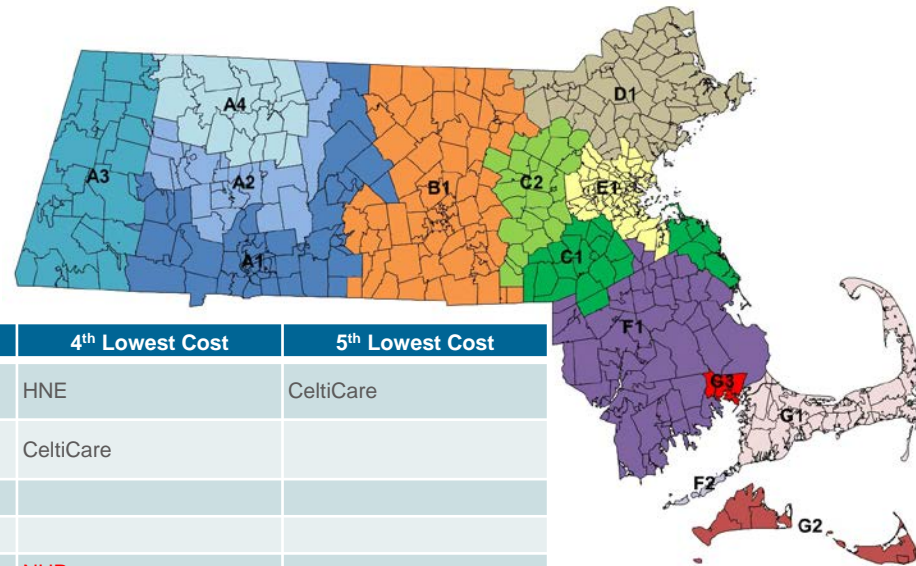 D1
A4
A3
A2
B1
C2
E1
A1
C1
F1
4th Lowest Cost
5th Lowest Cost
HNE
CeltiCare
G3
G1
CeltiCare
F2
G2